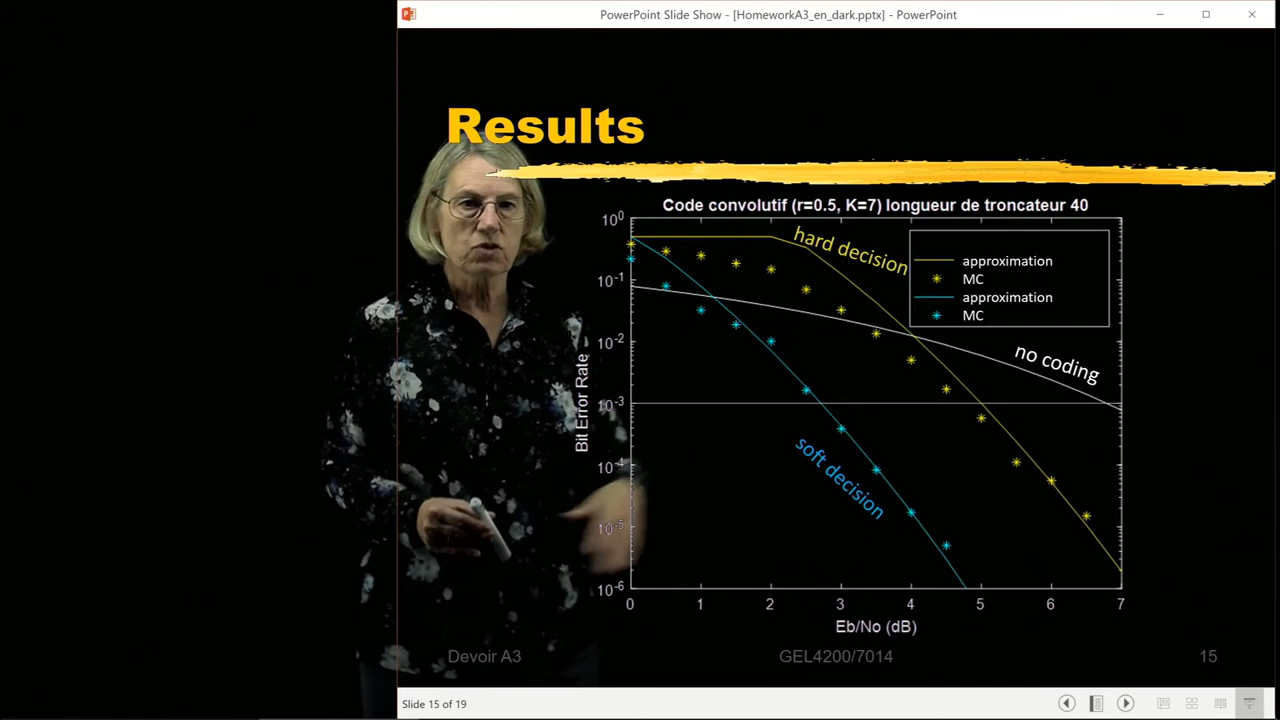 PowerPoint Slide Show - [HomeworkA3_en_dark.pptx] - PowerPoint
Results
Code convolutif (r=0.5, K=7) longueur de troncateur 40
hard decision
approximation
MC
approximation
MC
no coding
soft decision
Bit Error Rate
10^0
10^-1
10^-2
10^-3
10^-4
10^-5
10^-6
0 1 2 3 4 5 6 7
Eb/No (dB)
Devoir A3 GEL4200/7014 15
Slide 15 of 19